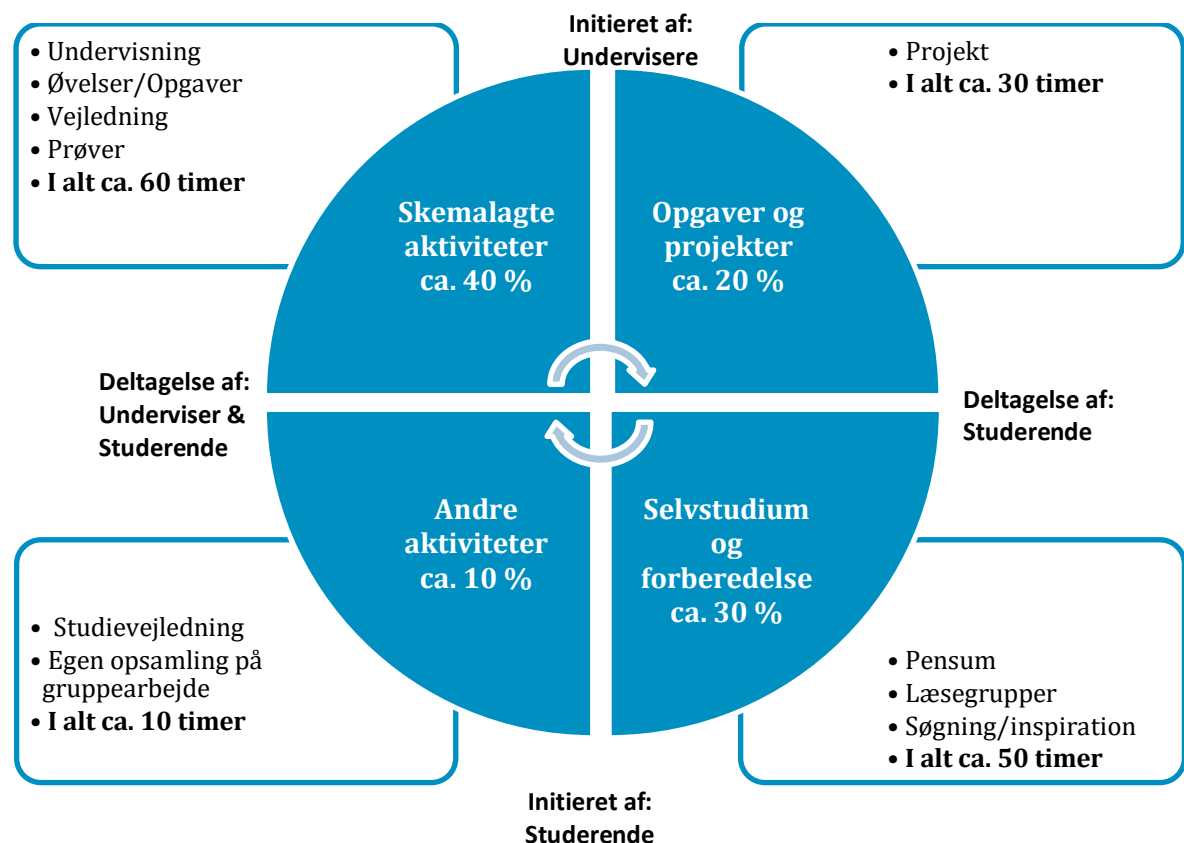 Initieret af:
Undervisere
• Undervisning
• Øvelser/Opgaver
• Vejledning
• Prøver
• I alt ca. 60 timer
• Projekt
• I alt ca. 30 timer
Skemalagte
aktiviteter
ca. 40 %
Opgaver og
projekter
ca. 20 %
Deltagelse af:
Underviser &
Studerende
Deltagelse af:
Studerende
Andre
aktiviteter
ca. 10 %
Selvstudium
og
forberedelse
ca. 30 %
• Studievejledning
• Egen opsamling på
gruppearbejde
• I alt ca. 10 timer
• Pensum
• Læsegrupper
• Søgning/inspiration
• I alt ca. 50 timer
Initieret af:
Studerende